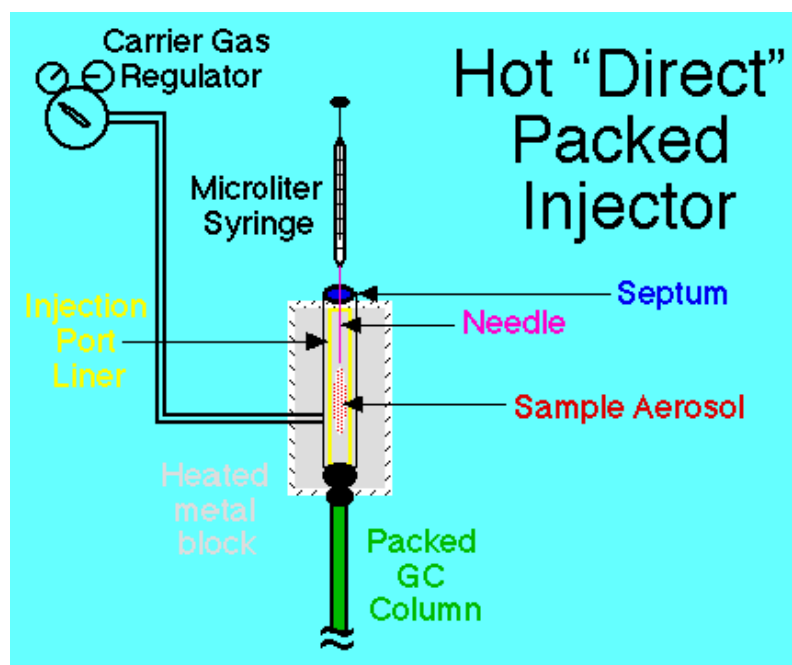 Carrier Gas
Regulator
Hot “Direct”
Packed
Injector
Microliter
Syringe
Septum
Injection
Port
Liner
Needle
Sample Aerosol
Heated
metal
block
Packed
GC
Column